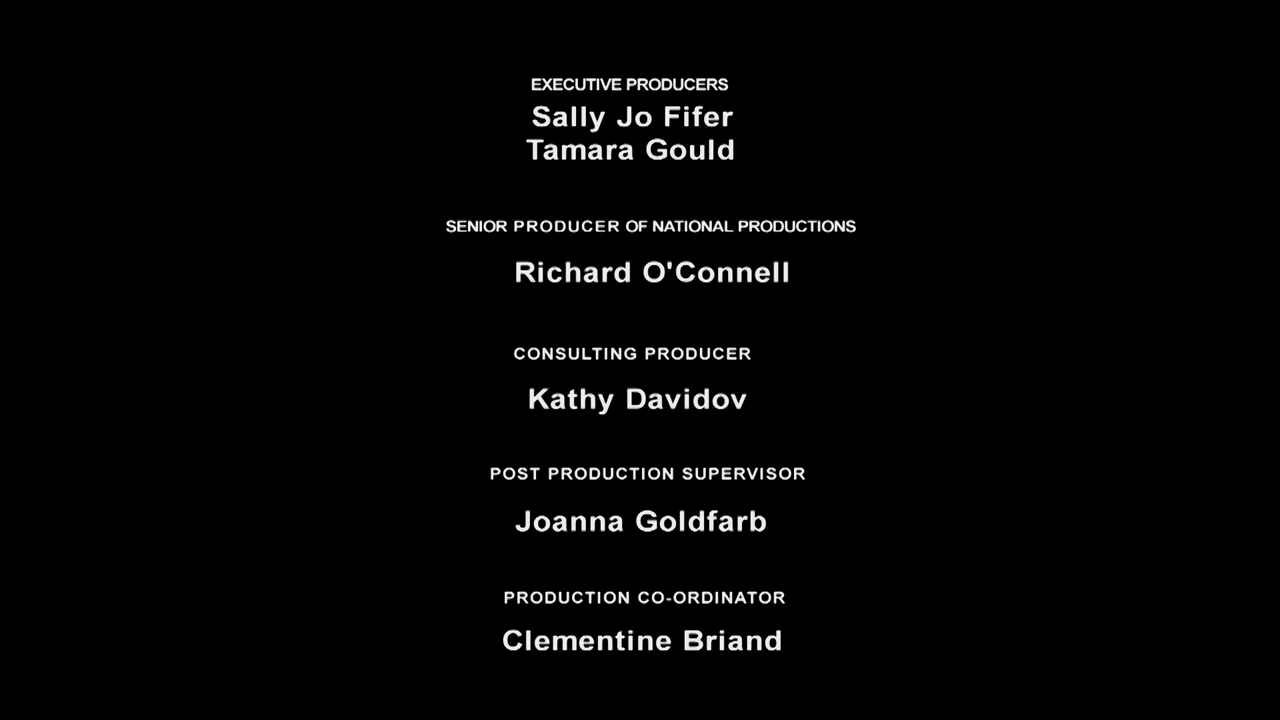 EXECUTIVE PRODUCERS
Sally Jo Fifer
Tamara Gould
SENIOR PRODUCER OF NATIONAL PRODUCTIONS
Richard O'Connell
CONSULTING PRODUCER
Kathy Davidov
POST PRODUCTION SUPERVISOR
Joanna Goldfarb
PRODUCTION CO-ORDINATOR
Clementine Briand